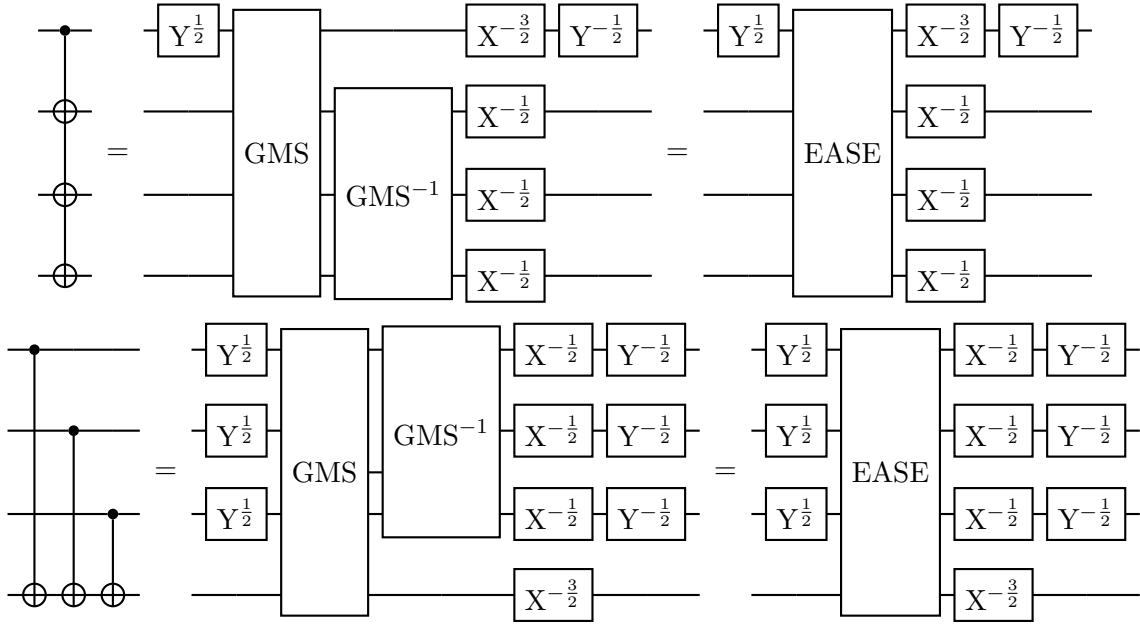 Y^{1/2} X^{-3/2} Y^{-1/2} Y^{1/2} X^{-3/2} Y^{-1/2}
X^{-1/2} X^{-1/2}
= GMS = EASE
GMS^{-1} X^{-1/2} X^{-1/2}
X^{-1/2} X^{-1/2}
Y^{1/2} X^{-1/2} Y^{-1/2} Y^{1/2} X^{-1/2} Y^{-1/2}
Y^{1/2} GMS^{-1} X^{-1/2} Y^{-1/2} Y^{1/2} X^{-1/2} Y^{-1/2}
= GMS = EASE
Y^{1/2} X^{-1/2} Y^{-1/2} Y^{1/2} X^{-1/2} Y^{-1/2}
X^{-3/2} X^{-3/2}